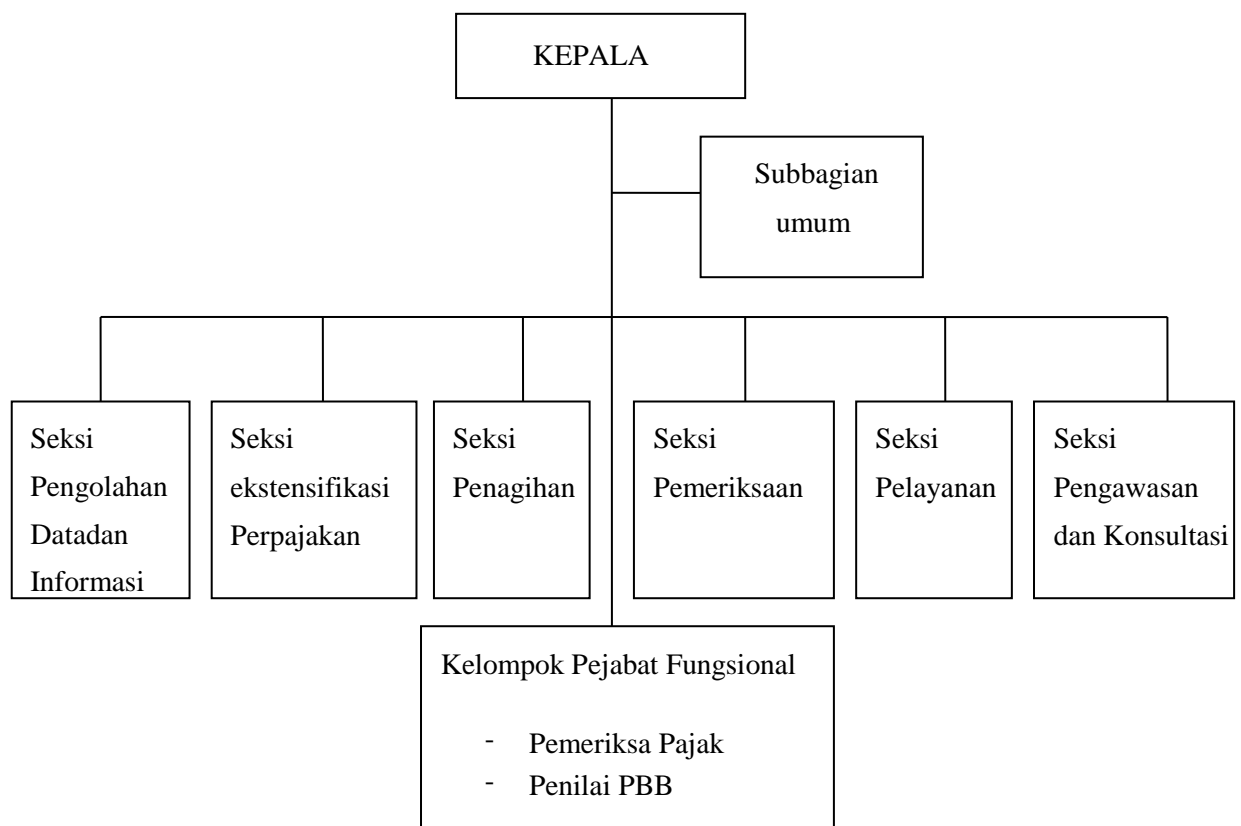 KEPALA
Subbagian
umum
Seksi
Pengolahan
Datadan
Informasi
Seksi
ekstensifikasi
Perpajakan
Seksi
Penagihan
Seksi
Pemeriksaan
Seksi
Pelayanan
Seksi
Pengawasan
dan Konsultasi
Kelompok Pejabat Fungsional
- Pemeriksa Pajak
- Penilai PBB